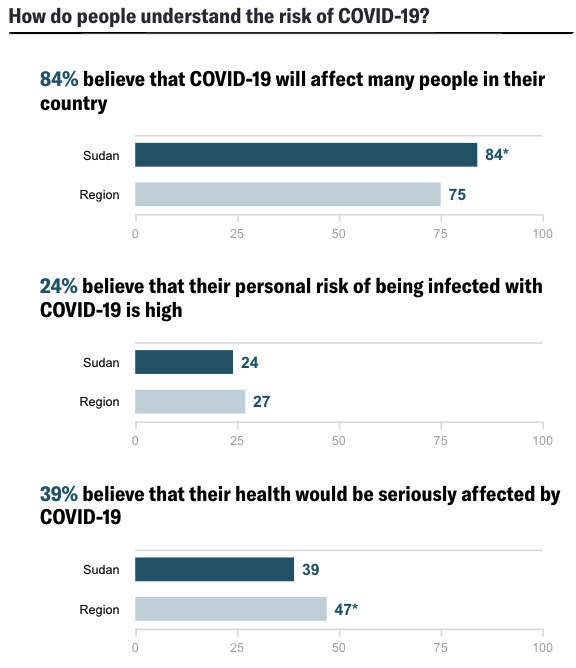 How do people understand the risk of COVID-19?
84% believe that COVID-19 will affect many people in their
country
Sudan 84*
Region 75
0 25 50 75 100
24% believe that their personal risk of being infected with
COVID-19 is high
Sudan 24
Region 27
0 25 50 75 100
39% believe that their health would be seriously affected by
COVID-19
Sudan 39
Region 47*
0 25 50 75 100